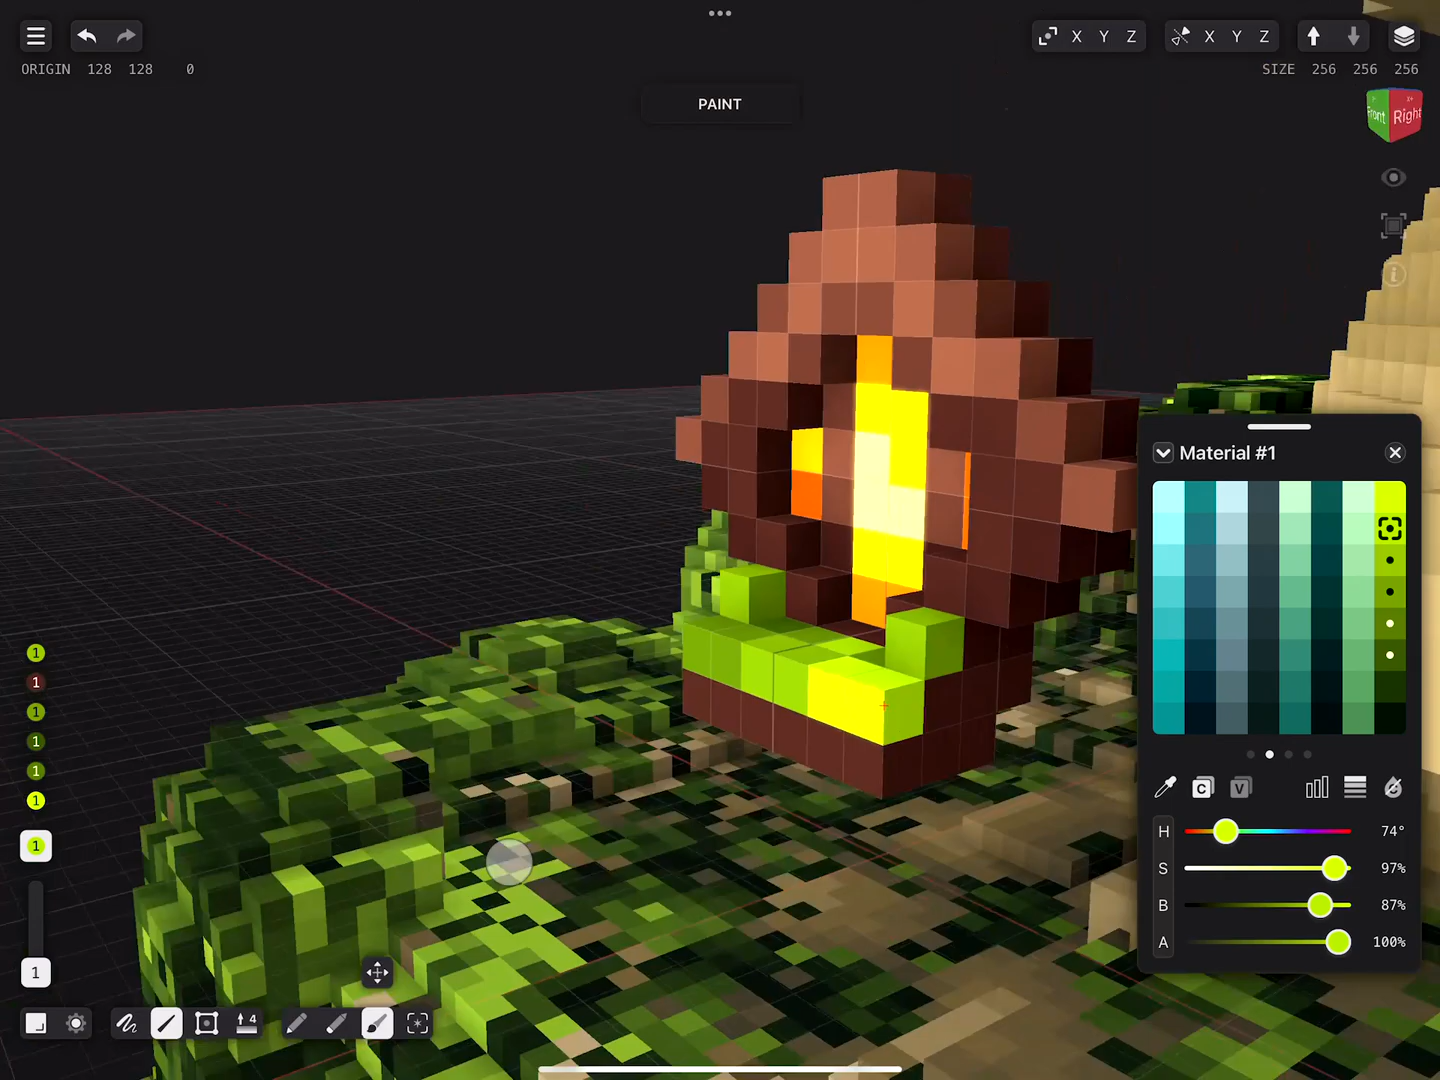 X Y Z
X Y Z
ORIGIN 128 128 0
SIZE 256 256 256
PAINT
Front
Right
X+
Material #1
1
1
1
1
1
1
1
1
4
C
V
H 74°
S 97%
B 87%
A 100%